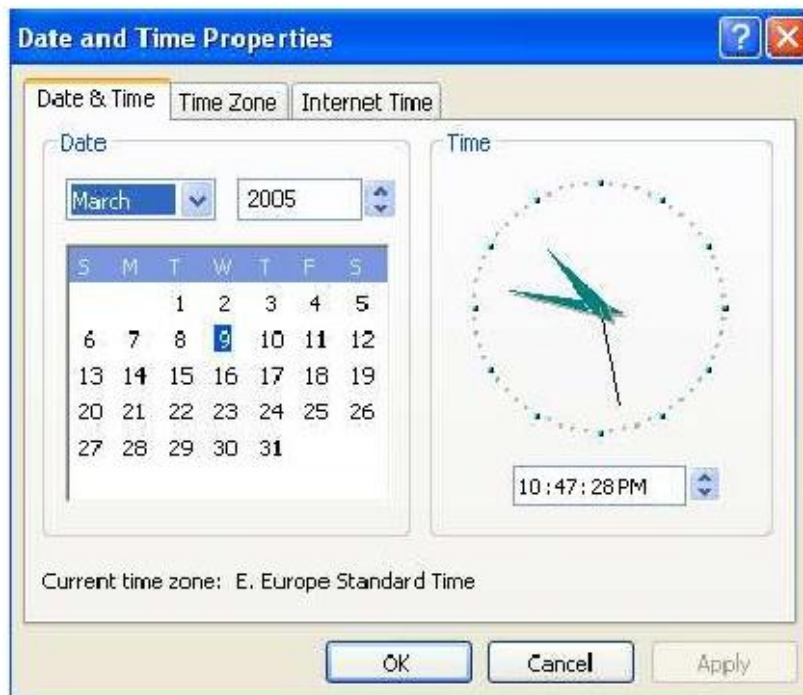 Date and Time Properties
Date & Time Time Zone Internet Time
Date
Time
March 2005
S M T W T F S
1 2 3 4 5
6 7 8 9 10 11 12
13 14 15 16 17 18 19
20 21 22 23 24 25 26
27 28 29 30 31
10:47:28 PM
Current time zone: E. Europe Standard Time
OK Cancel Apply